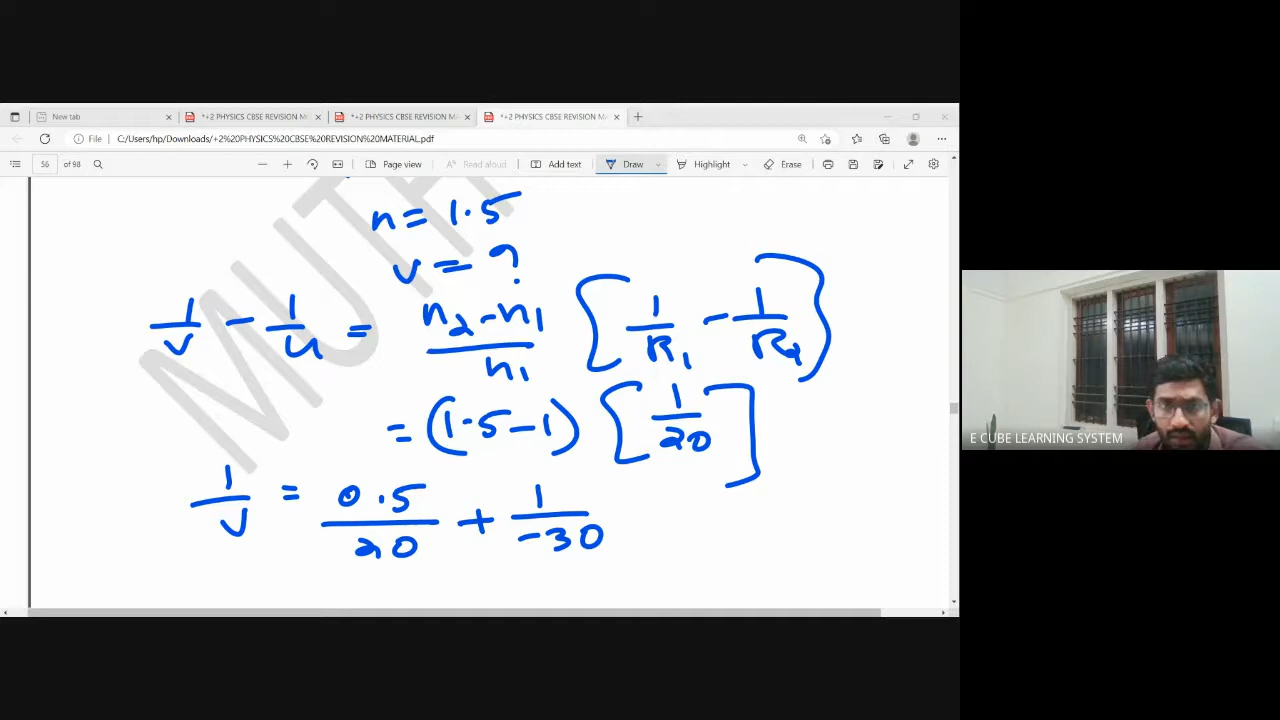 New tab
*+2 PHYSICS CBSE REVISION M
*+2 PHYSICS CBSE REVISION MA
*+2 PHYSICS CBSE REVISION MA
File C:/Users/hp/Downloads/+2%20PHYSICS%20CBSE%20REVISION%20MATERIAL.pdf
56 of 98 Page view Read aloud Add text Draw Highlight Erase
MUTH
n = 1.5
v = ?
1/v - 1/u = n2 - n1 / n1 [ 1/R1 - 1/R2 ]
= (1.5 - 1) [ 1/20 ]
1/v = 0.5/20 + 1/-30
E CUBE LEARNING SYSTEM